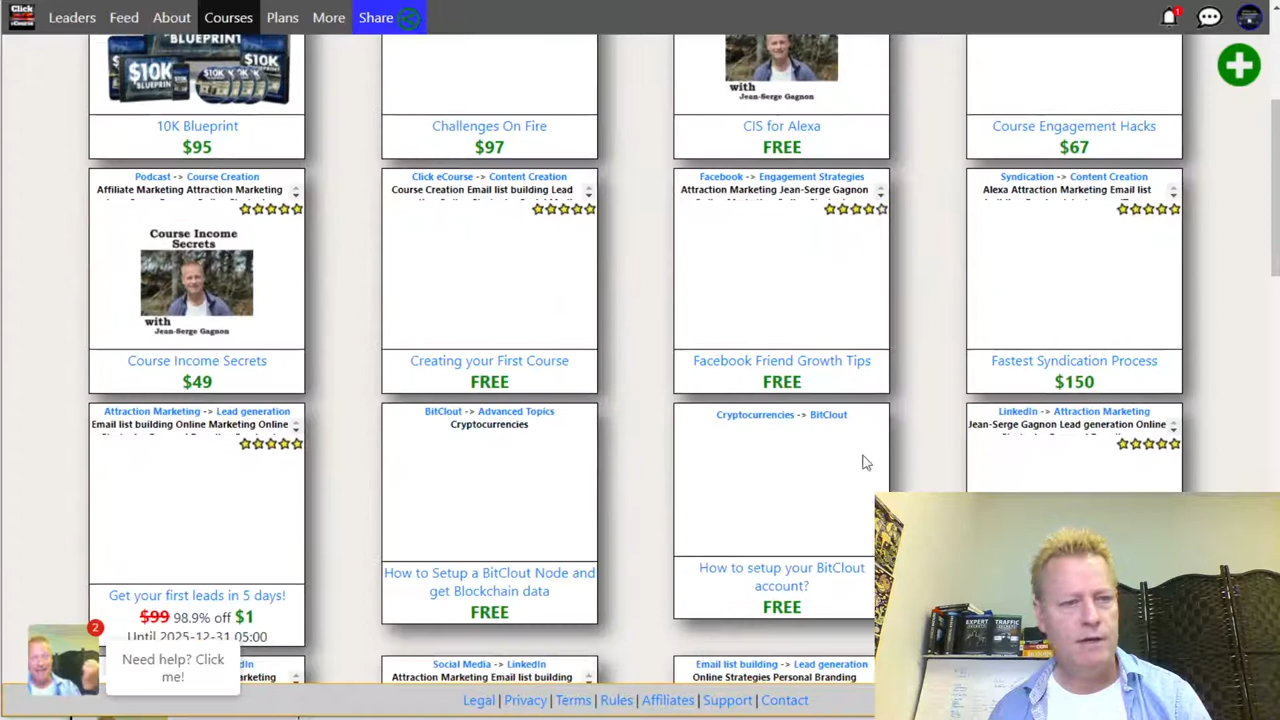 Click
eCourse
Leaders Feed About Courses Plans More Share
1
BLUEPRINT
$10K
BLUEPRINT
$10K
$10K
with
Jean-Serge Gagnon
10K Blueprint
$95
Challenges On Fire
$97
CIS for Alexa
FREE
Course Engagement Hacks
$67
Podcast -> Course Creation
Affiliate Marketing Attraction Marketing
Click eCourse -> Content Creation
Course Creation Email list building Lead
Facebook -> Engagement Strategies
Attraction Marketing Jean-Serge Gagnon
Syndication -> Content Creation
Alexa Attraction Marketing Email list
Course Income
Secrets
with
Jean-Serge Gagnon
Course Income Secrets
$49
Creating your First Course
FREE
Facebook Friend Growth Tips
FREE
Fastest Syndication Process
$150
Attraction Marketing -> Lead generation
Email list building Online Marketing Online
BitClout -> Advanced Topics
Cryptocurrencies
Cryptocurrencies -> BitClout
LinkedIn -> Attraction Marketing
Jean-Serge Gagnon Lead generation Online
Get your first leads in 5 days!
$99 98.9% off $1
Until 2025-12-31 05:00
How to Setup a BitClout Node and
get Blockchain data
FREE
How to setup your BitClout
account?
FREE
EXPERT
SECRETS
TRAFFIC
SECRETS
2
Need help? Click
me!
Social Media -> LinkedIn
Attraction Marketing Email list building
Email list building -> Lead generation
Online Strategies Personal Branding
Legal | Privacy | Terms | Rules | Affiliates | Support | Contact